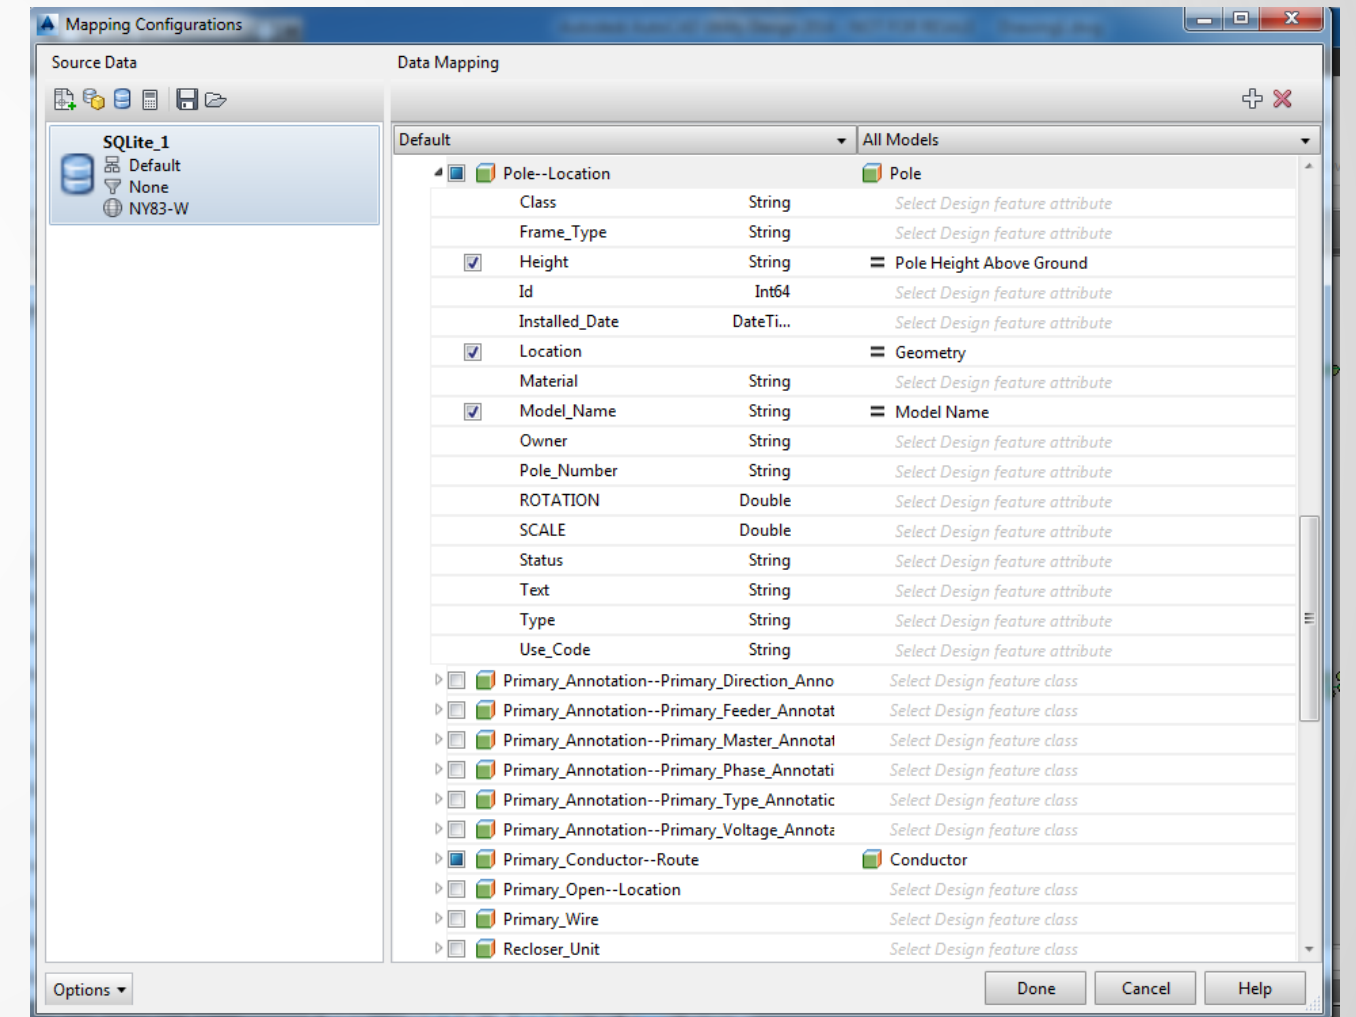 Mapping Configurations
Source Data
Data Mapping
SQLite_1
Default
None
NY83-W
Default
All Models
Pole--Location Pole
Class String Select Design feature attribute
Frame_Type String Select Design feature attribute
Height String = Pole Height Above Ground
Id Int64 Select Design feature attribute
Installed_Date DateTi... Select Design feature attribute
Location = Geometry
Material String Select Design feature attribute
Model_Name String = Model Name
Owner String Select Design feature attribute
Pole_Number String Select Design feature attribute
ROTATION Double Select Design feature attribute
SCALE Double Select Design feature attribute
Status String Select Design feature attribute
Text String Select Design feature attribute
Type String Select Design feature attribute
Use_Code String Select Design feature attribute
Primary_Annotation--Primary_Direction_Anno Select Design feature class
Primary_Annotation--Primary_Feeder_Annotat Select Design feature class
Primary_Annotation--Primary_Master_Annotat Select Design feature class
Primary_Annotation--Primary_Phase_Annotati Select Design feature class
Primary_Annotation--Primary_Type_Annotatic Select Design feature class
Primary_Annotation--Primary_Voltage_Annota Select Design feature class
Primary_Conductor--Route Conductor
Primary_Open--Location Select Design feature class
Primary_Wire Select Design feature class
Recloser_Unit Select Design feature class
Options
Done
Cancel
Help